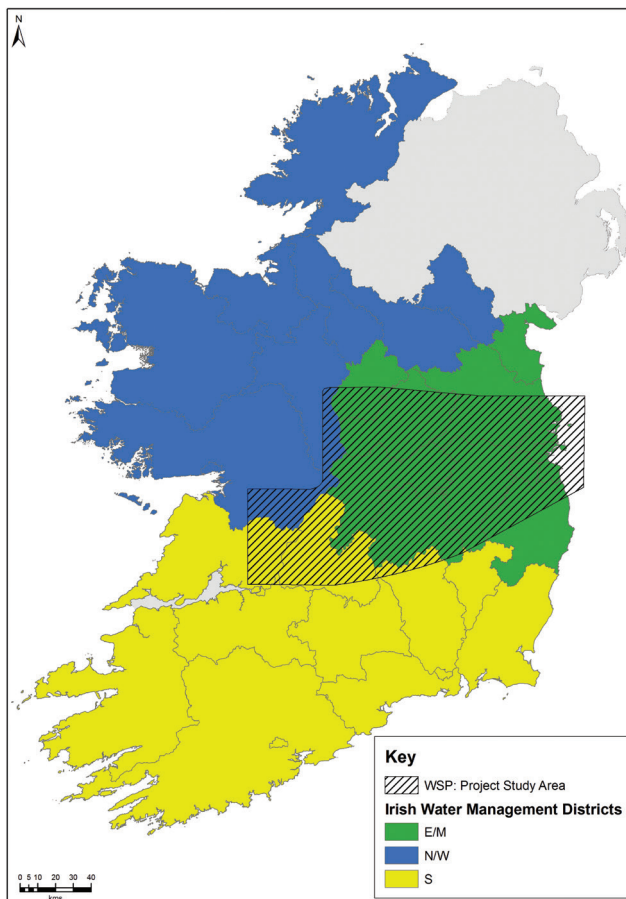 N
Key
WSP: Project Study Area
Irish Water Management Districts
E/M
N/W
S
0 5 10 20 30 40
kms